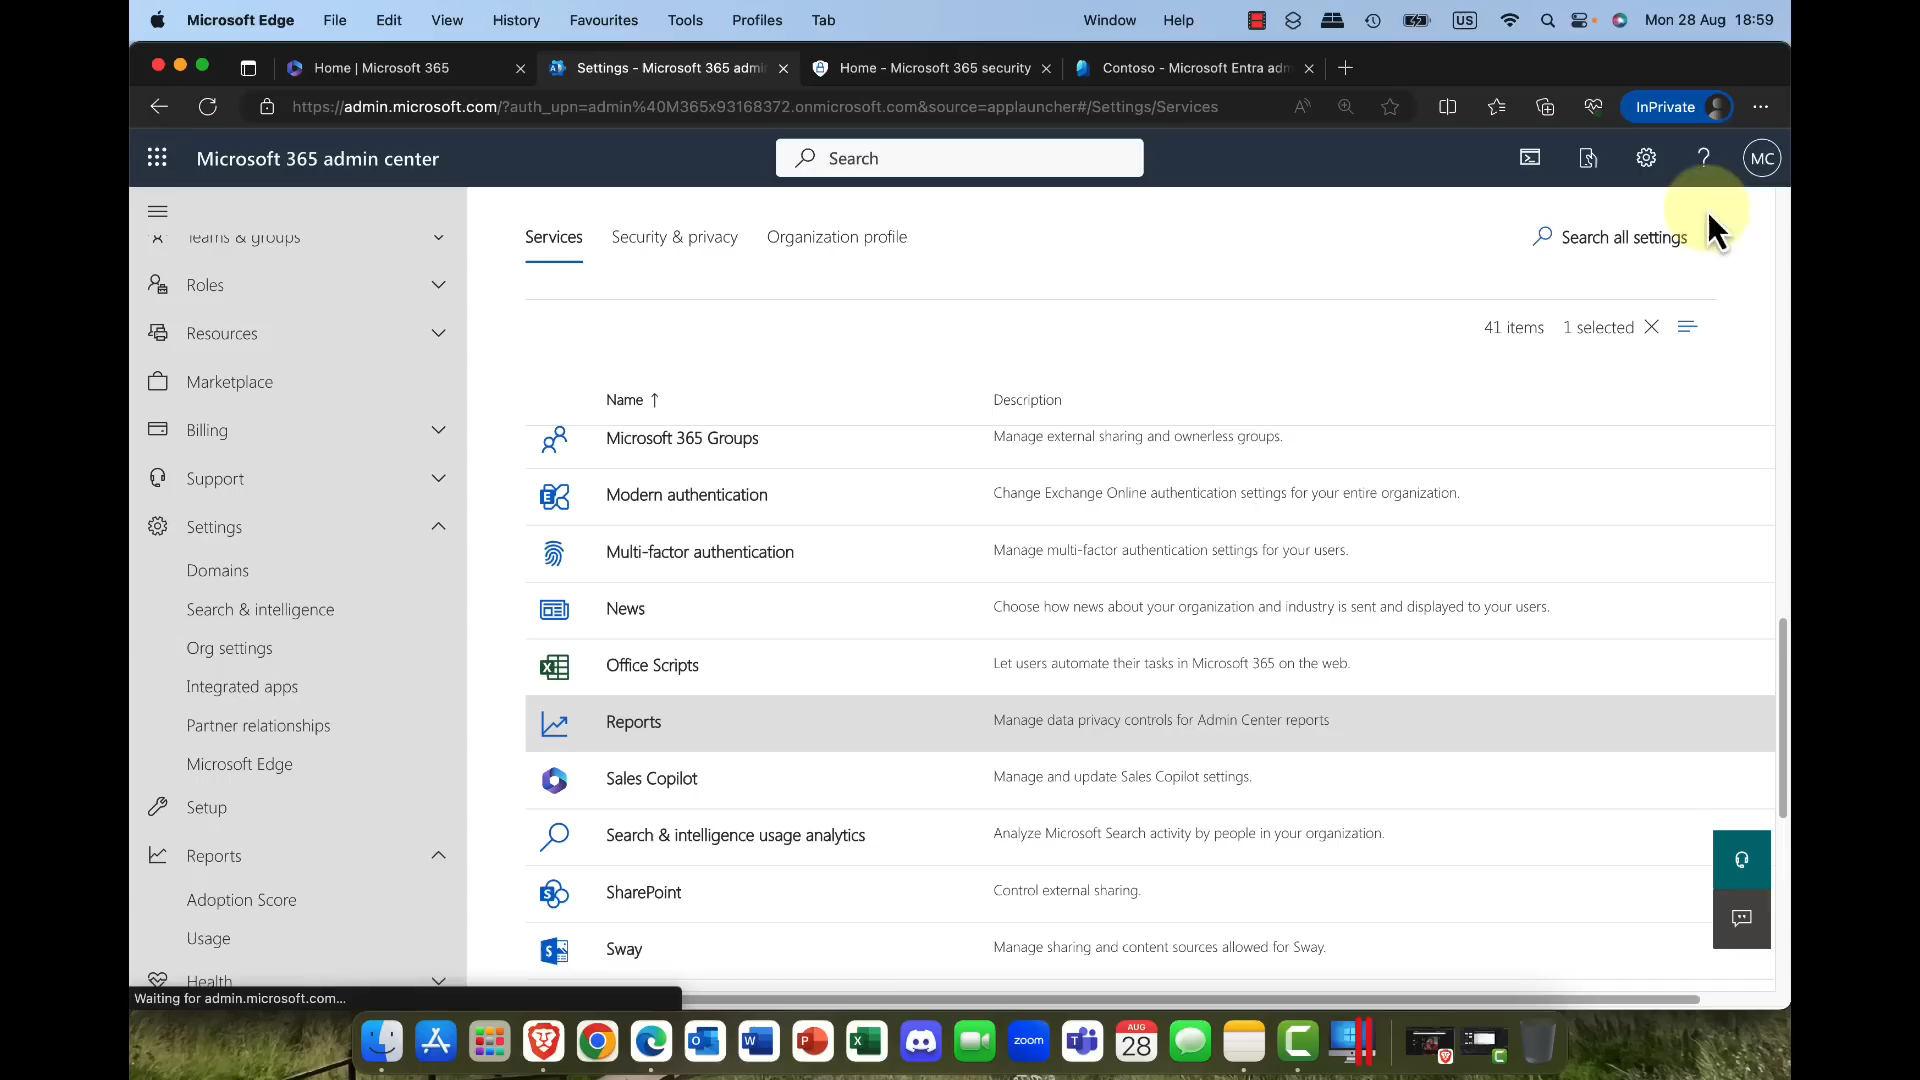 Microsoft Edge File Edit View History Favourites Tools Profiles Tab Window Help US Mon 28 Aug 18:59
Home | Microsoft 365 Settings - Microsoft 365 admi Home - Microsoft 365 security Contoso - Microsoft Entra adm
https://admin.microsoft.com/?auth_upn=admin%40M365x93168372.onmicrosoft.com&source=applauncher#/Settings/Services InPrivate
Microsoft 365 admin center Search MC
Teams & groups
Roles
Resources
Marketplace
Billing
Support
Settings
Domains
Search & intelligence
Org settings
Integrated apps
Partner relationships
Microsoft Edge
Setup
Reports
Adoption Score
Usage
Health
Waiting for admin.microsoft.com...
Services Security & privacy Organization profile Search all settings
41 items 1 selected
Name ↑ Description
Microsoft 365 Groups Manage external sharing and ownerless groups.
Modern authentication Change Exchange Online authentication settings for your entire organization.
Multi-factor authentication Manage multi-factor authentication settings for your users.
News Choose how news about your organization and industry is sent and displayed to your users.
Office Scripts Let users automate their tasks in Microsoft 365 on the web.
Reports Manage data privacy controls for Admin Center reports
Sales Copilot Manage and update Sales Copilot settings.
Search & intelligence usage analytics Analyze Microsoft Search activity by people in your organization.
SharePoint Control external sharing.
Sway Manage sharing and content sources allowed for Sway.
zoom
AUG
28